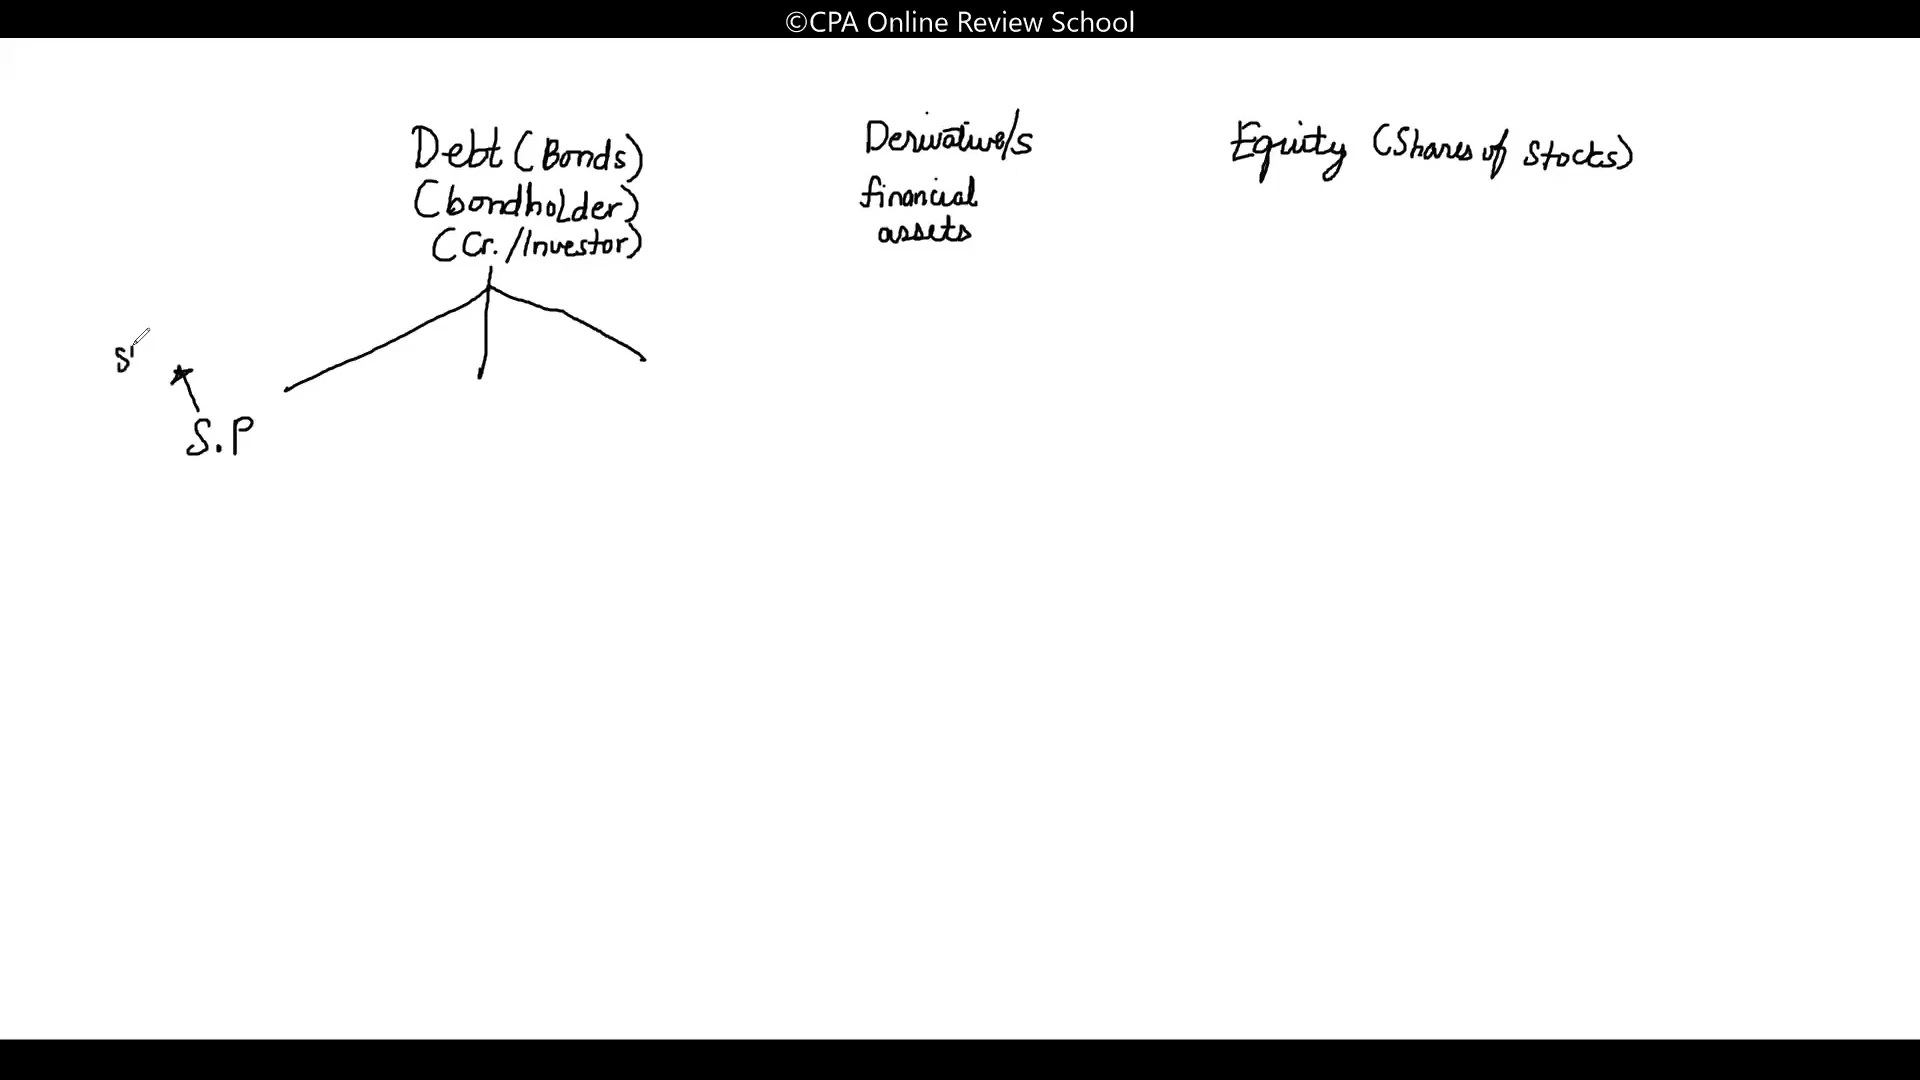 ©CPA Online Review School
Debt (Bonds)
(bondholder)
(Cr. /Investor)
Derivative/s
financial
assets
Equity (Shares of Stocks)
S.P